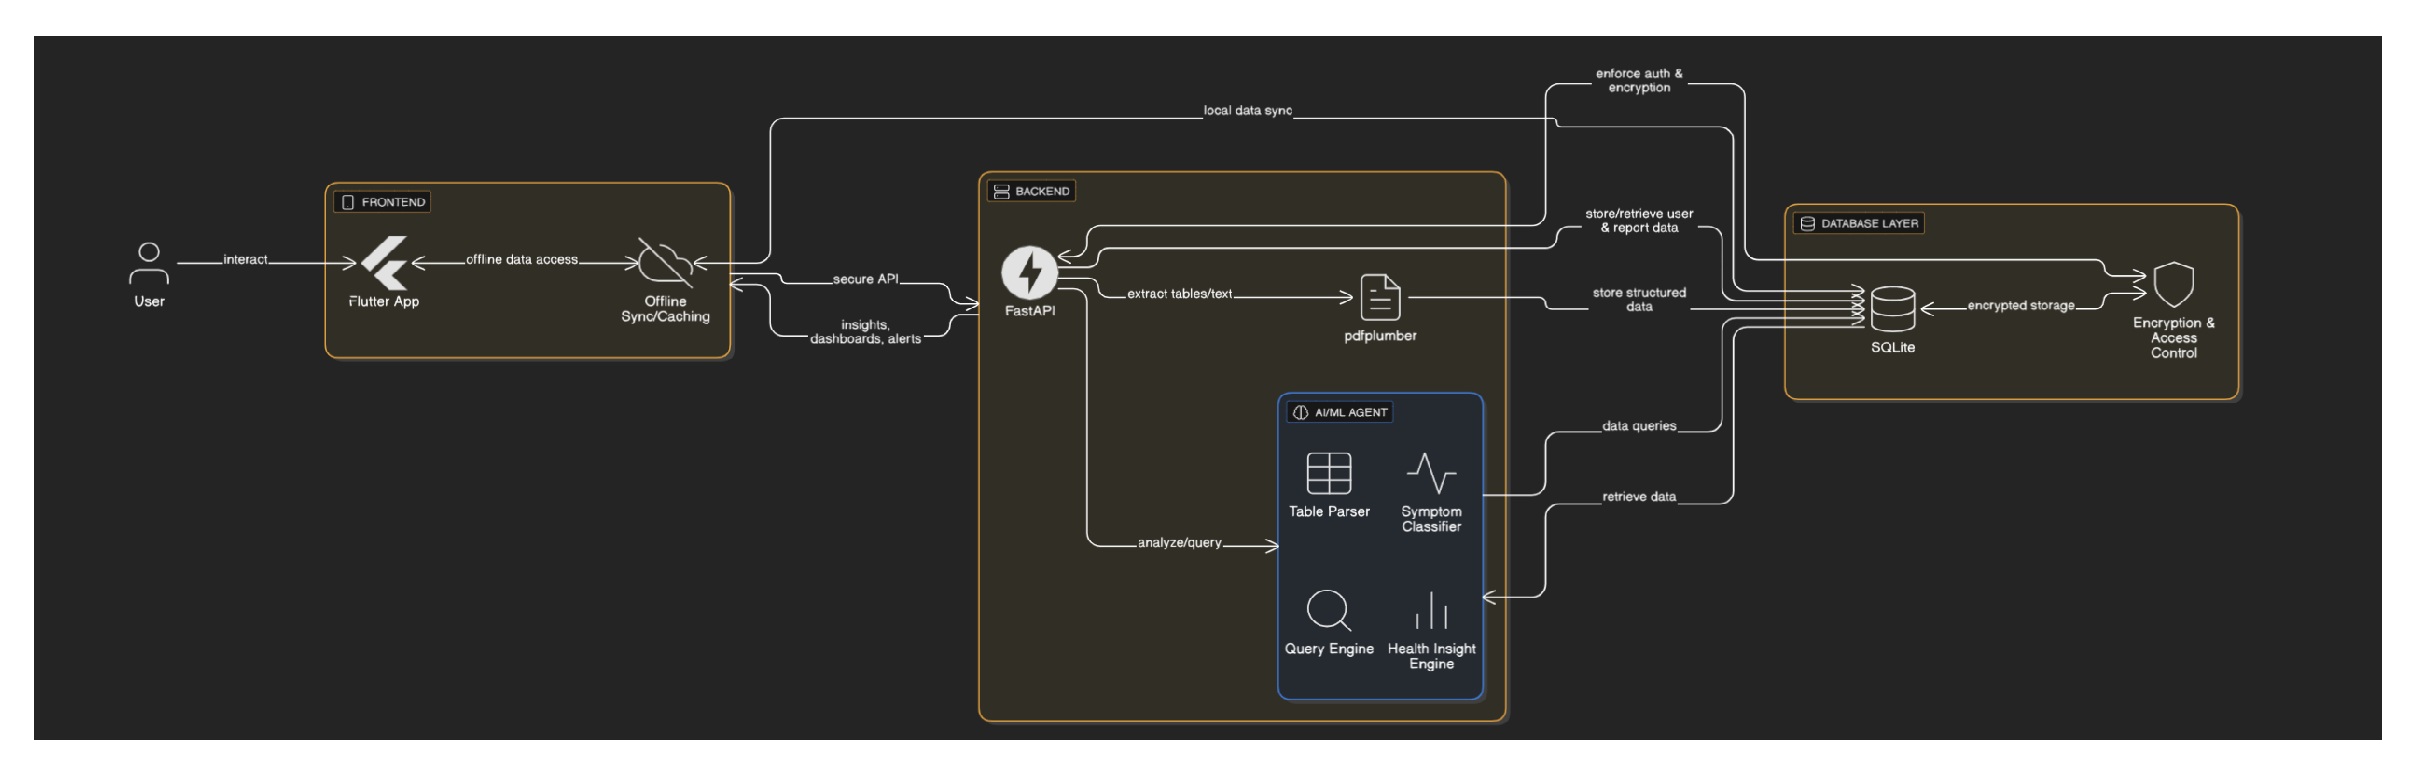 enforce auth &
encryption
local data sync
BACKEND
FRONTEND
store/retrieve user
& report data
DATABASE LAYER
interact
offline data access
secure API
User
Flutter App
Offline
Sync/Caching
insights,
dashboards, alerts
FastAPI
extract tables/text
pdfplumber
store structured
data
SQLite
encrypted storage
Encryption &
Access
Control
AI/ML AGENT
data queries
Table Parser
Symptom
Classifier
retrieve data
analyze/query
Query Engine
Health Insight
Engine